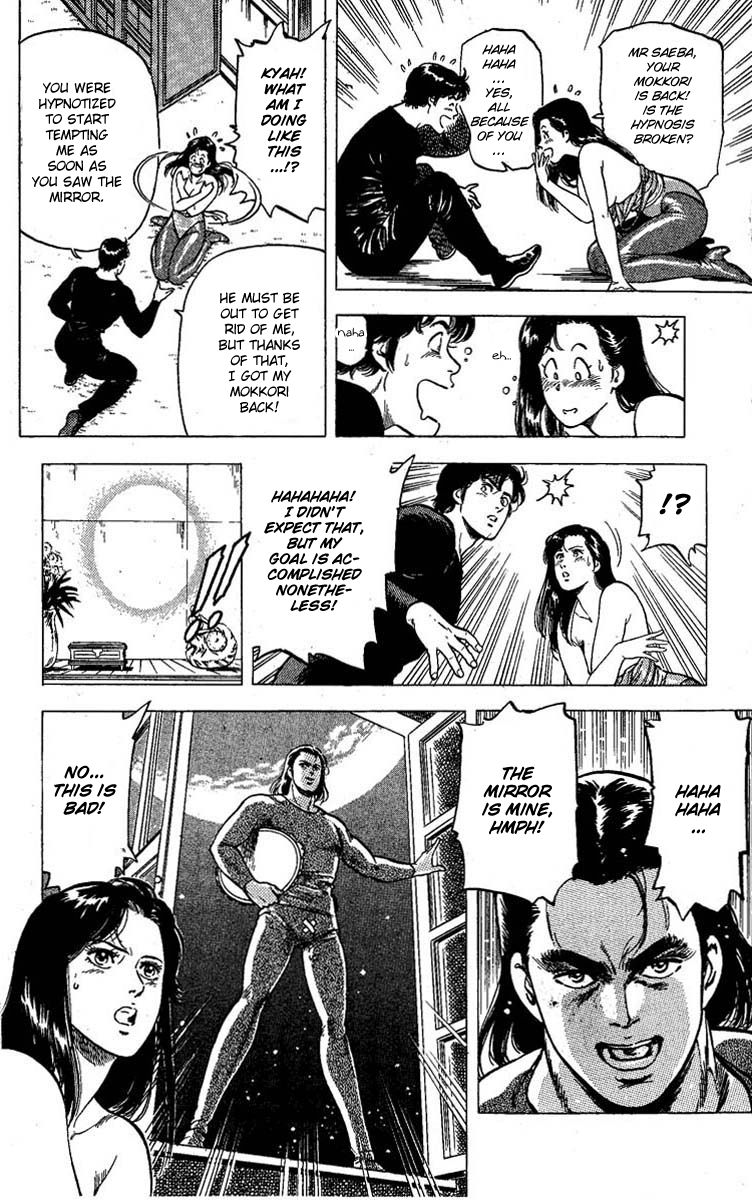 MR SAEBA,
YOUR
MOKKORI
IS BACK!
IS THE
HYPNOSIS
BROKEN?
HAHA
HAHA
...
YES,
ALL
BECAUSE
OF YOU
...
eh...
haha
...
KYAH!
WHAT
AM I
DOING
LIKE
THIS
...!?
YOU WERE
HYPNOTIZED
TO START
TEMPTING
ME AS
SOON AS
YOU SAW THE
MIRROR.
HE MUST BE
OUT TO GET
RID OF ME,
BUT THANKS
OF THAT,
I GOT MY
MOKKORI
BACK!
!?
HAHAHAHA!
I DIDN'T
EXPECT THAT,
BUT MY
GOAL IS AC-
COMPLISHED
NONETHE-
LESS!
HAHA
HAHA
...
THE
MIRROR
IS MINE,
HMPH!
NO...
THIS IS
BAD!